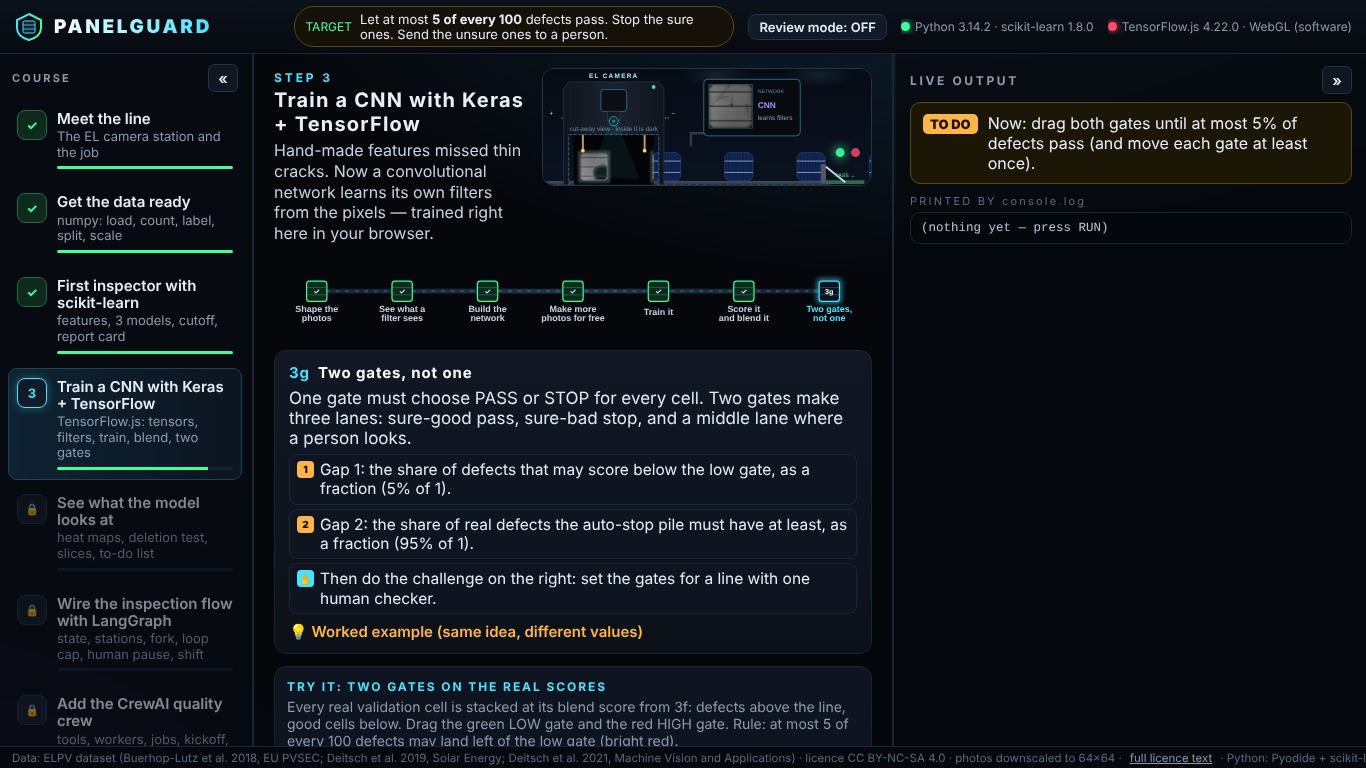 PANELGUARD
TARGET
Let at most 5 of every 100 defects pass. Stop the sure
ones. Send the unsure ones to a person.
Review mode: OFF
Python 3.14.2 · scikit-learn 1.8.0
TensorFlow.js 4.22.0 · WebGL (software)
COURSE
«
Meet the line
The EL camera station and
the job
Get the data ready
numpy: load, count, label,
split, scale
First inspector with
scikit-learn
features, 3 models, cutoff,
report card
3
Train a CNN with Keras
+ TensorFlow
TensorFlow.js: tensors,
filters, train, blend, two
gates
See what the model
looks at
heat maps, deletion test,
slices, to-do list
Wire the inspection flow
with LangGraph
state, stations, fork, loop
cap, human pause, shift
Add the CrewAI quality
crew
tools, workers, jobs, kickoff,
STEP 3
Train a CNN with Keras
+ TensorFlow
Hand-made features missed thin
cracks. Now a convolutional
network learns its own filters
from the pixels — trained right
here in your browser.
EL CAMERA
cut-away view · inside it is dark
NETWORK
CNN
learns filters
Shape the
photos
See what a
filter sees
Build the
network
Make more
photos for free
Train it
Score it
and blend it
3g
Two gates,
not one
3g Two gates, not one
One gate must choose PASS or STOP for every cell. Two gates make
three lanes: sure-good pass, sure-bad stop, and a middle lane where
a person looks.
1 Gap 1: the share of defects that may score below the low gate, as a
fraction (5% of 1).
2 Gap 2: the share of real defects the auto-stop pile must have at least, as
a fraction (95% of 1).
Then do the challenge on the right: set the gates for a line with one
human checker.
💡 Worked example (same idea, different values)
TRY IT: TWO GATES ON THE REAL SCORES
Every real validation cell is stacked at its blend score from 3f: defects above the line,
good cells below. Drag the green LOW gate and the red HIGH gate. Rule: at most 5 of
every 100 defects may land left of the low gate (bright red).
LIVE OUTPUT
»
TO DO
Now: drag both gates until at most 5% of
defects pass (and move each gate at least
once).
PRINTED BY console.log
(nothing yet — press RUN)
Data: ELPV dataset (Buerhop-Lutz et al. 2018, EU PVSEC; Deitsch et al. 2019, Solar Energy; Deitsch et al. 2021, Machine Vision and Applications) · licence CC BY-NC-SA 4.0 · photos downscaled to 64×64 · full licence text · Python: Pyodide + scikit-